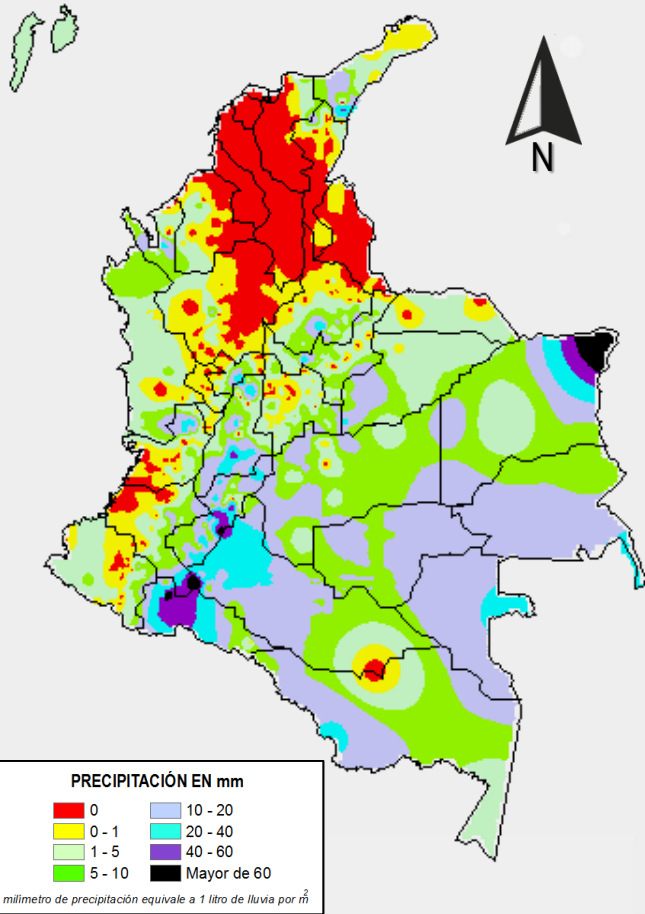 N
PRECIPITACIÓN EN mm
0
10 - 20
0 - 1
20 - 40
1 - 5
40 - 60
5 - 10
Mayor de 60
milímetro de precipitación equivale a 1 litro de lluvia por m2